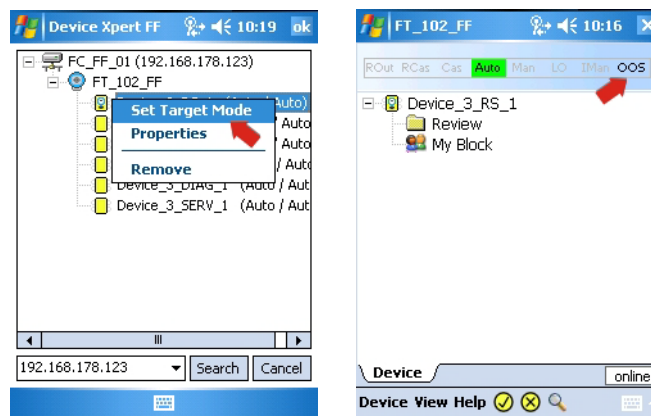 Device Xpert FF 10:19 ok
FC_FF_01 (192.168.178.123)
FT_102_FF
Auto)
Set Target Mode
Auto
Properties
Auto
/ Auto
Remove
Device_3_DIAG_1 (Auto / Aut
Device_3_SERV_1 (Auto / Aut
192.168.178.123 Search Cancel
FT_102_FF 10:16 X
ROut RCas Cas Auto Man LO IMan OOS
Device_3_RS_1
Review
My Block
Device online
Device View Help